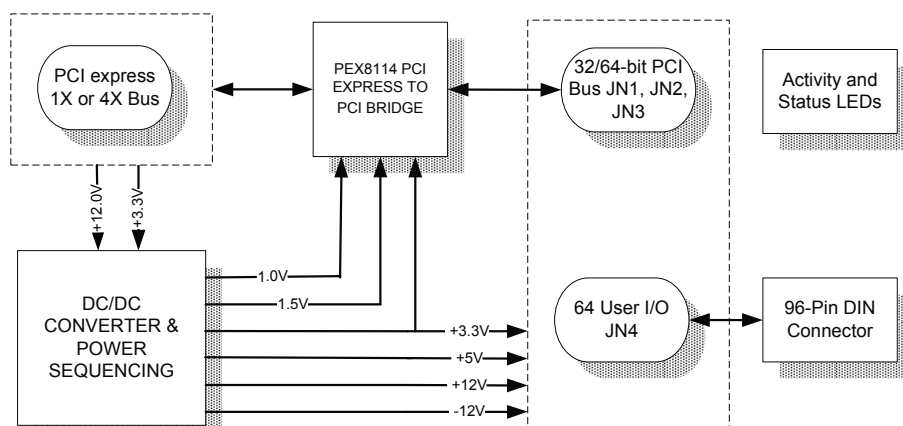 PCI express
1X or 4X Bus
PEX8114 PCI
EXPRESS TO
PCI BRIDGE
32/64-bit PCI
Bus JN1, JN2,
JN3
Activity and
Status LEDs
+12.0V
+3.3V
DC/DC
CONVERTER &
POWER
SEQUENCING
1.0V
1.5V
+3.3V
+5V
+12V
-12V
64 User I/O
JN4
96-Pin DIN
Connector